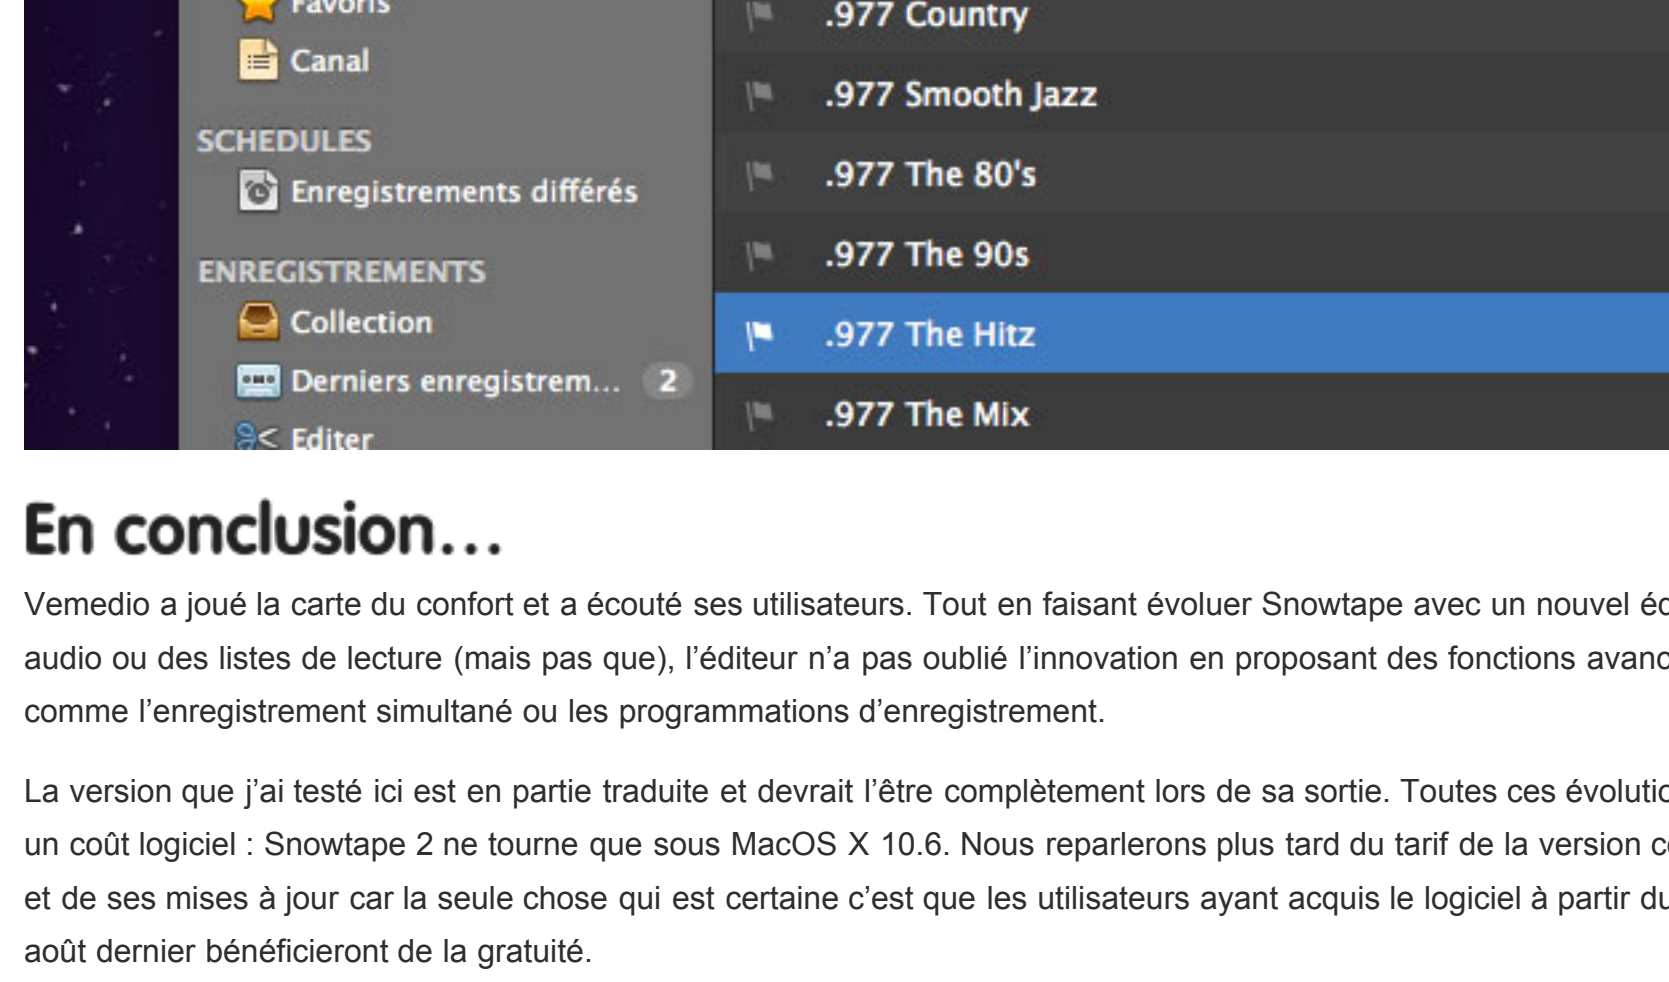 Favoris
Canal
SCHEDULES
Enregistrements différés
ENREGISTREMENTS
Collection
Derniers enregistrem... 2
Editer
.977 Country
.977 Smooth Jazz
.977 The 80's
.977 The 90s
.977 The Hitz
.977 The Mix
En conclusion...
Vemedio a joué la carte du confort et a écouté ses utilisateurs. Tout en faisant évoluer Snowtape avec un nouvel
audio ou des listes de lecture (mais pas que), l’éditeur n’a pas oublié l’innovation en proposant des fonctions
comme l’enregistrement simultané ou les programmations d’enregistrement.
La version que j’ai testé ici est en partie traduite et devrait l’être complètement lors de sa sortie. Toutes ces
un coût logiciel : Snowtape 2 ne tourne que sous MacOS X 10.6. Nous reparlerons plus tard du tarif de la version
et de ses mises à jour car la seule chose qui est certaine c’est que les utilisateurs ayant acquis le logiciel à partir du
août dernier bénéficieront de la gratuité.